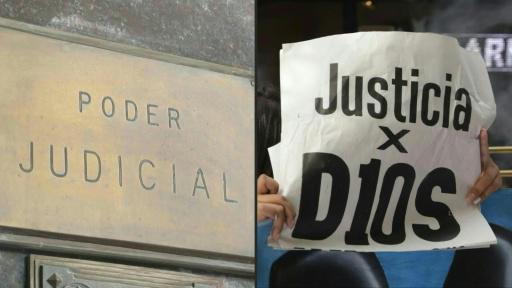 PODER
JUDICIAL
Justicia
X
D10S